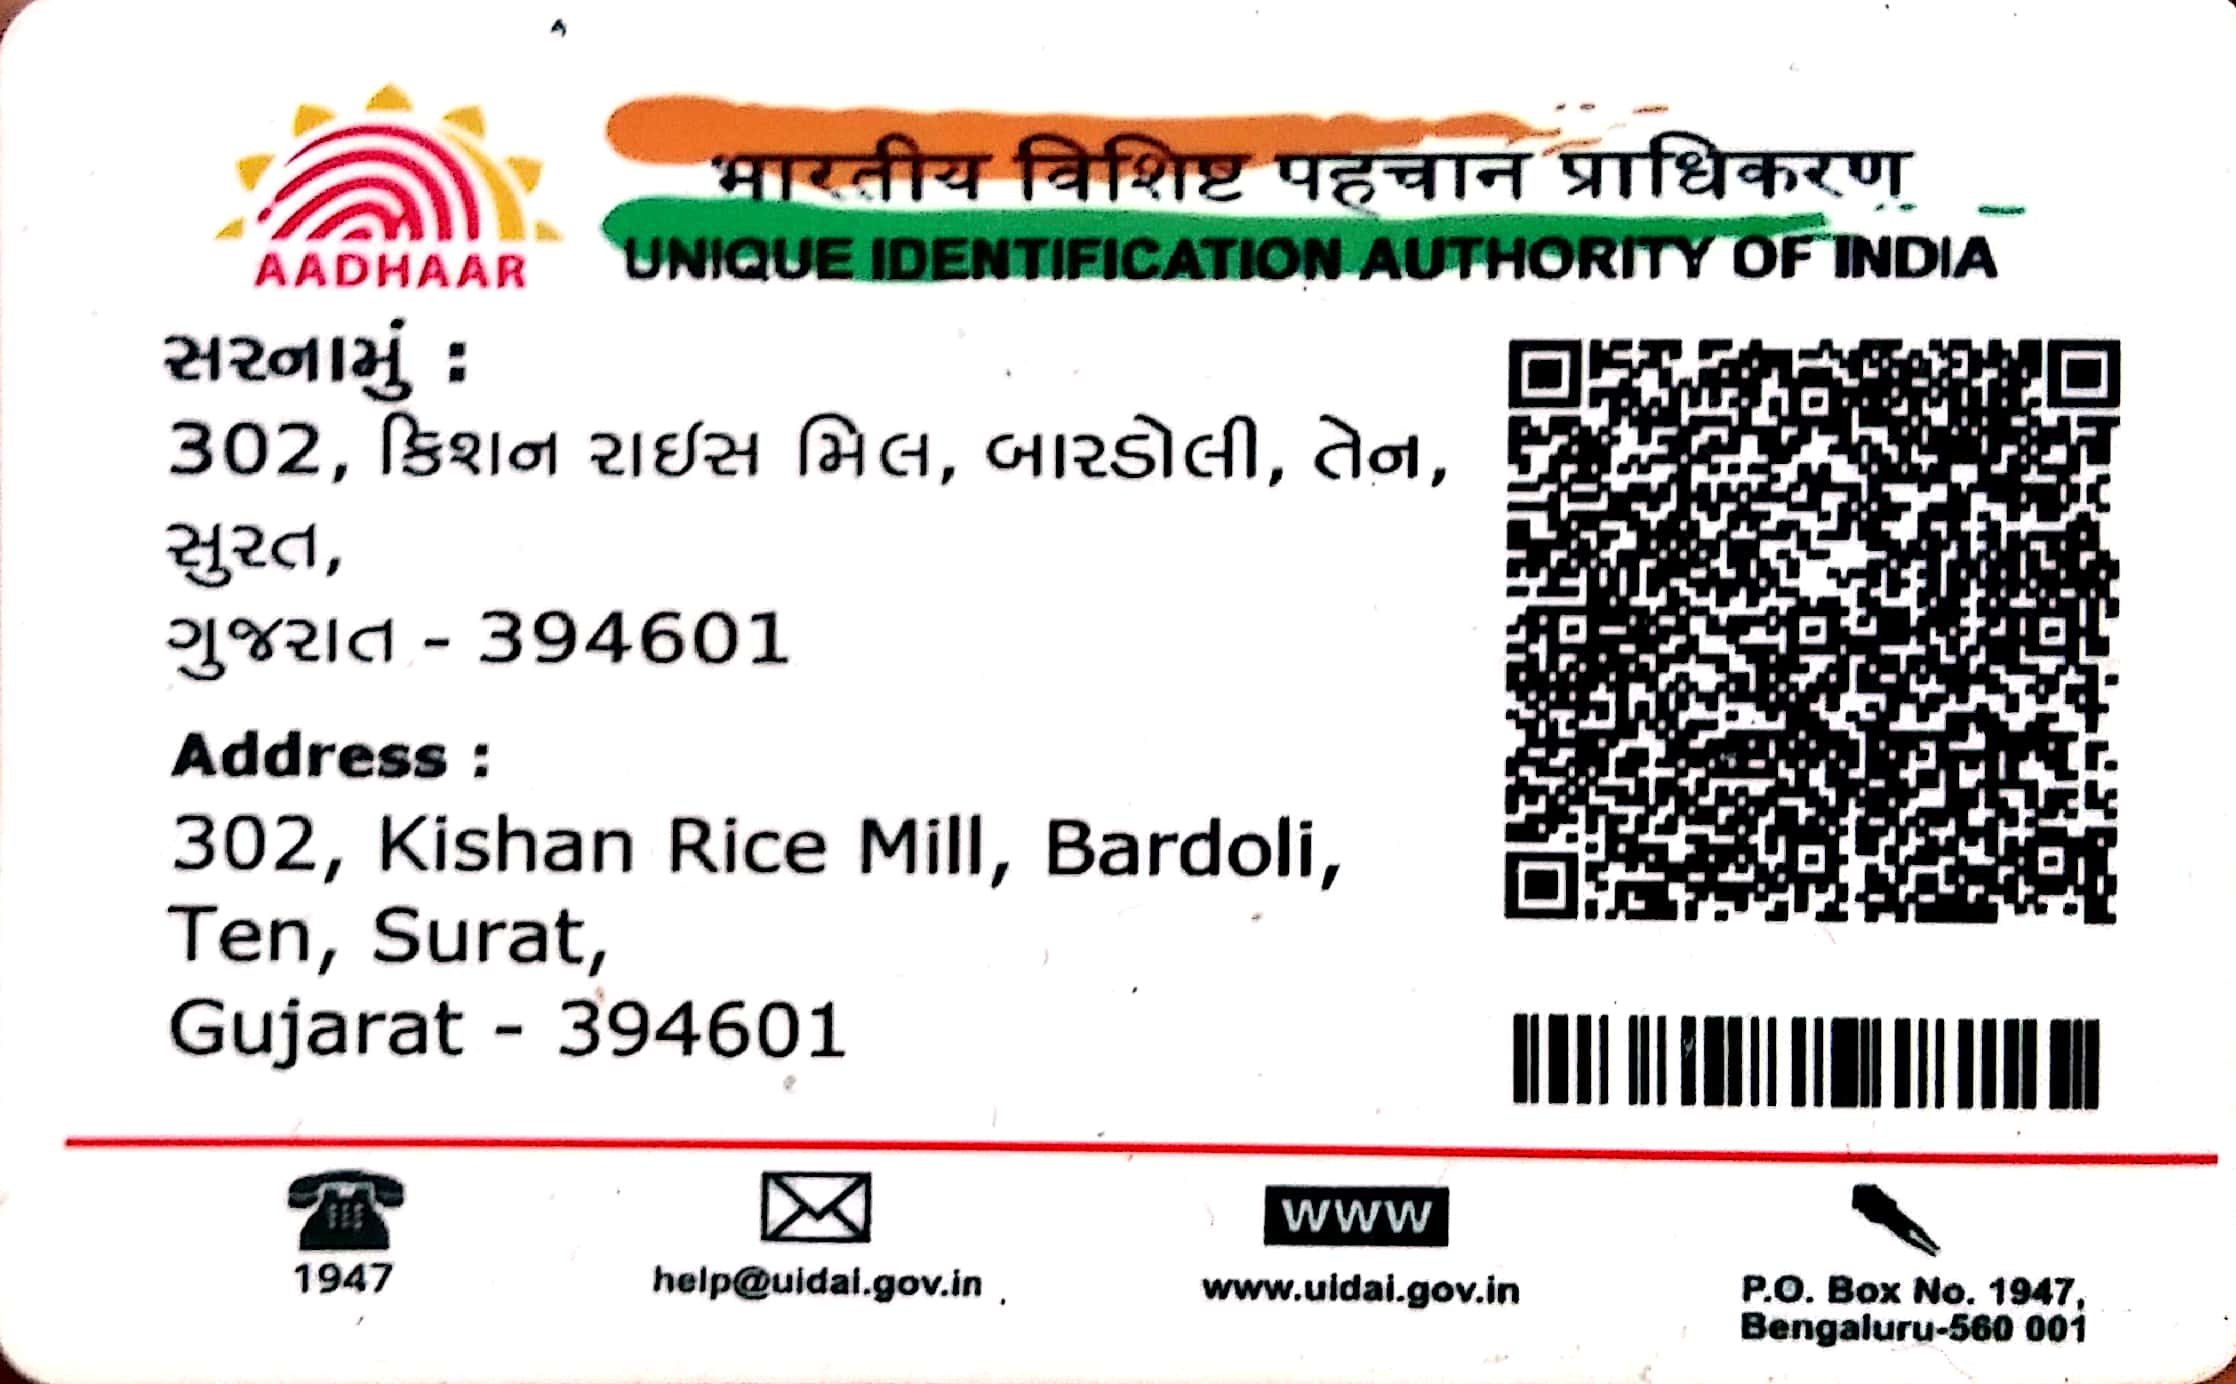 भारतीय विशिष्ट पहचान प्राधिकरण
AADHAAR
UNIQUE IDENTIFICATION AUTHORITY OF INDIA
સરનામું :
302, કિશન રાઈસ મિલ, બારડોલી, તેન,
સુરત,
ગુજરાત - 394601
Address :
302, Kishan Rice Mill, Bardoli,
Ten, Surat,
Gujarat - 394601
WWW
1947
help@uidai.gov.in
www.uidai.gov.in
P.O. Box No. 1947,
Bengaluru-560 001